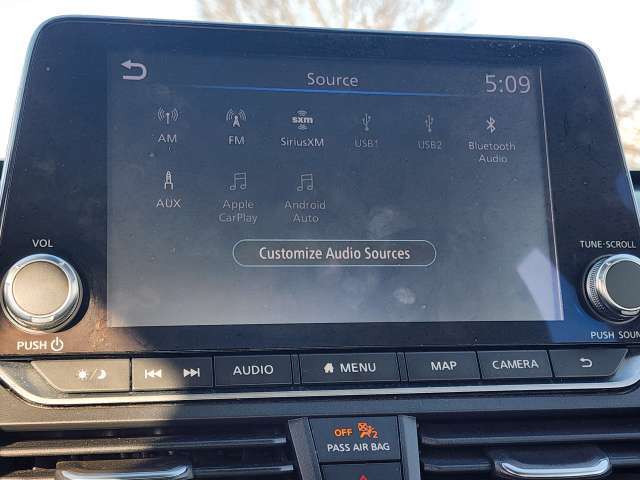 Source
5:09
AM
FM
sxm
SiriusXM
USB1
USB2
Bluetooth
Audio
AUX
Apple
CarPlay
Android
Auto
Customize Audio Sources
VOL
TUNE·SCROLL
PUSH
PUSH SOUN
AUDIO
MENU
MAP
CAMERA
OFF
2
PASS AIR BAG